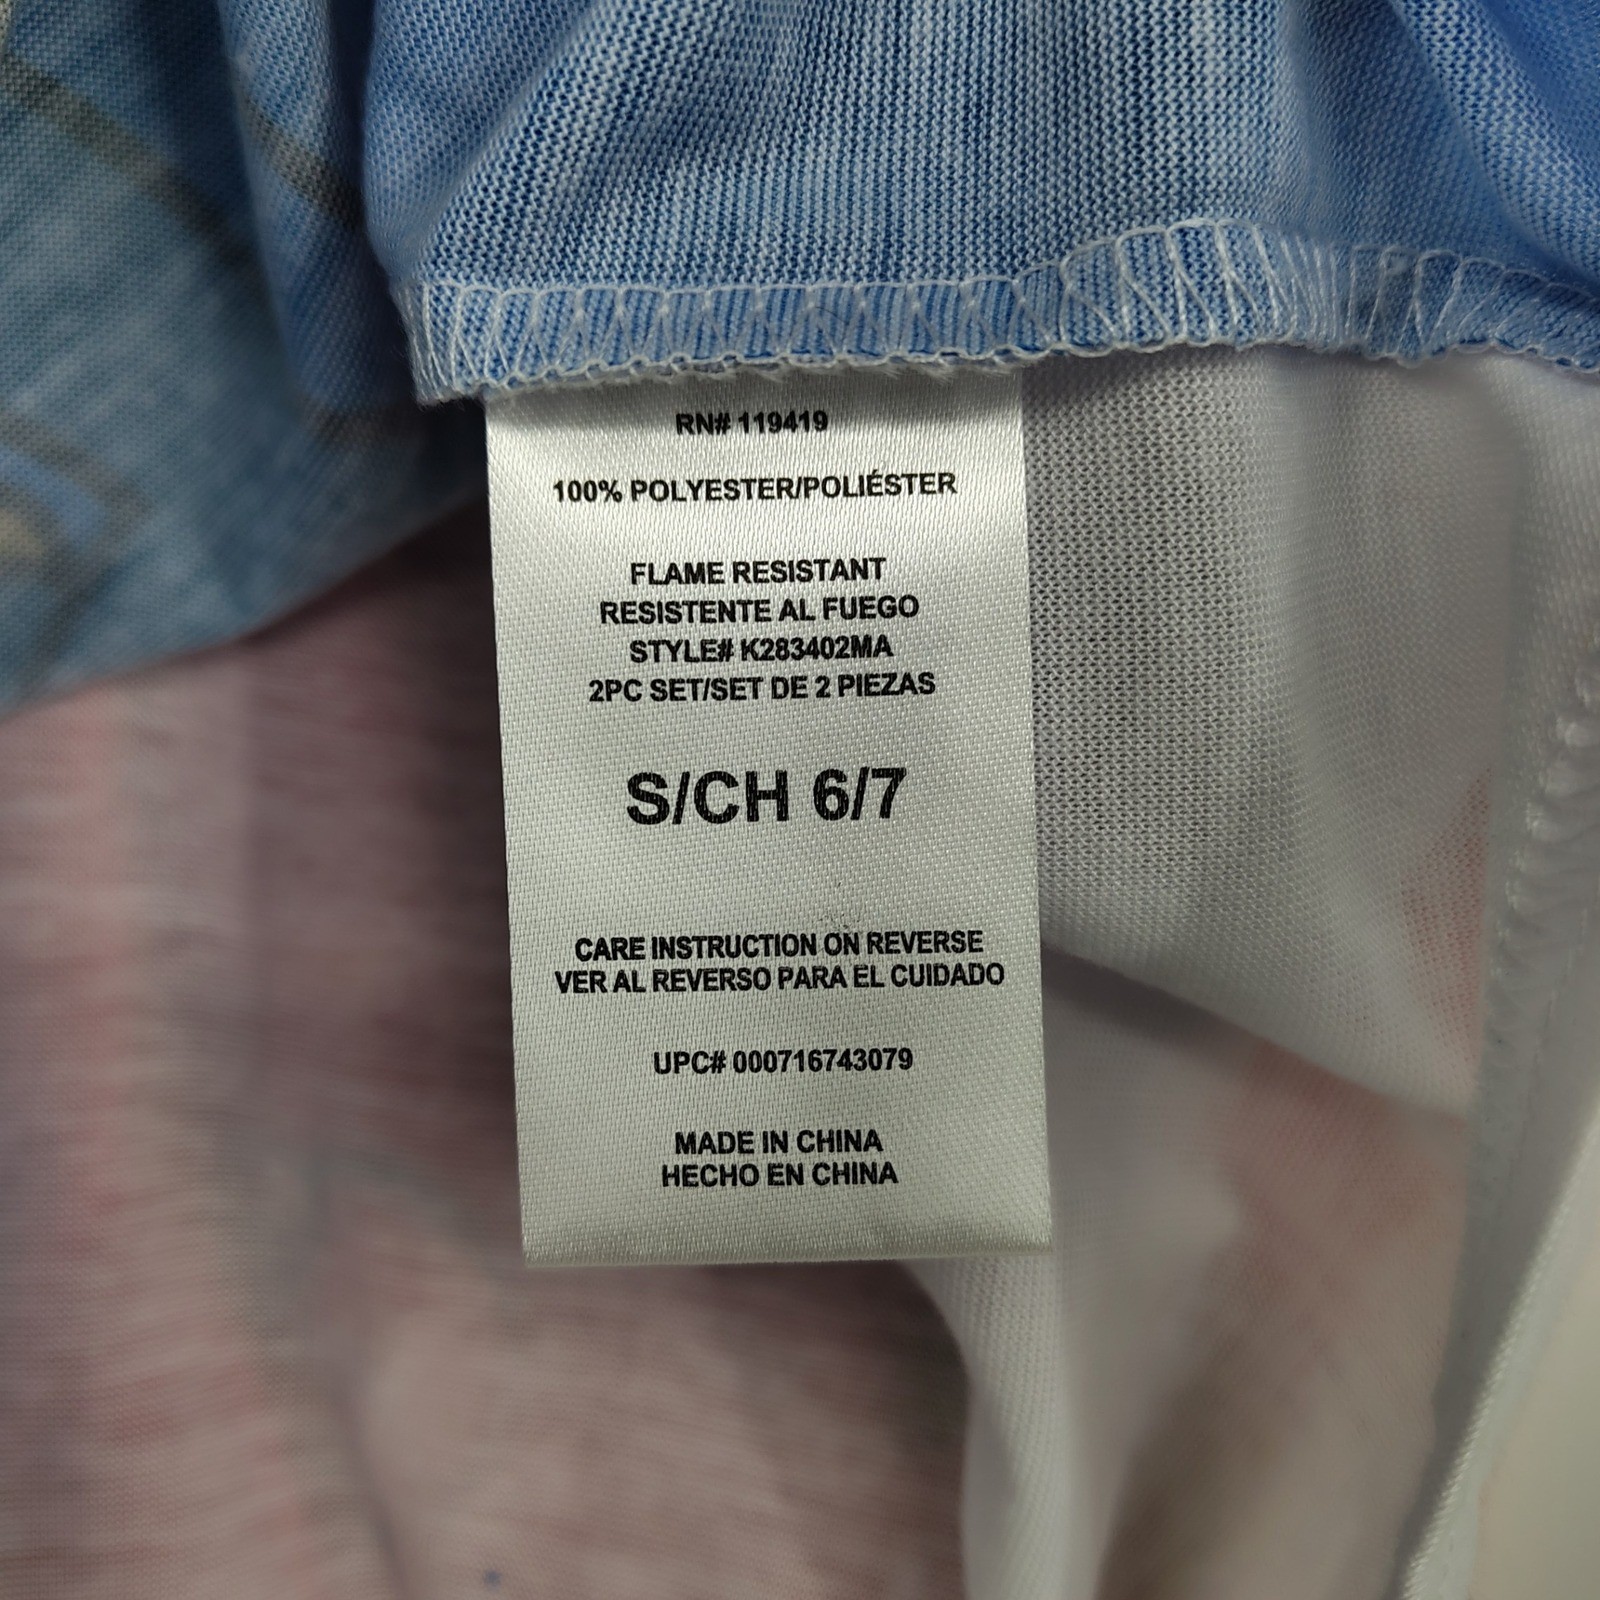 RN# 119419
100% POLYESTER/POLIÉSTER
FLAME RESISTANT
RESISTENTE AL FUEGO
STYLE# K283402MA
2PC SET/SET DE 2 PIEZAS
S/CH 6/7
CARE INSTRUCTION ON REVERSE
VER AL REVERSO PARA EL CUIDADO
UPC# 000716743079
MADE IN CHINA
HECHO EN CHINA